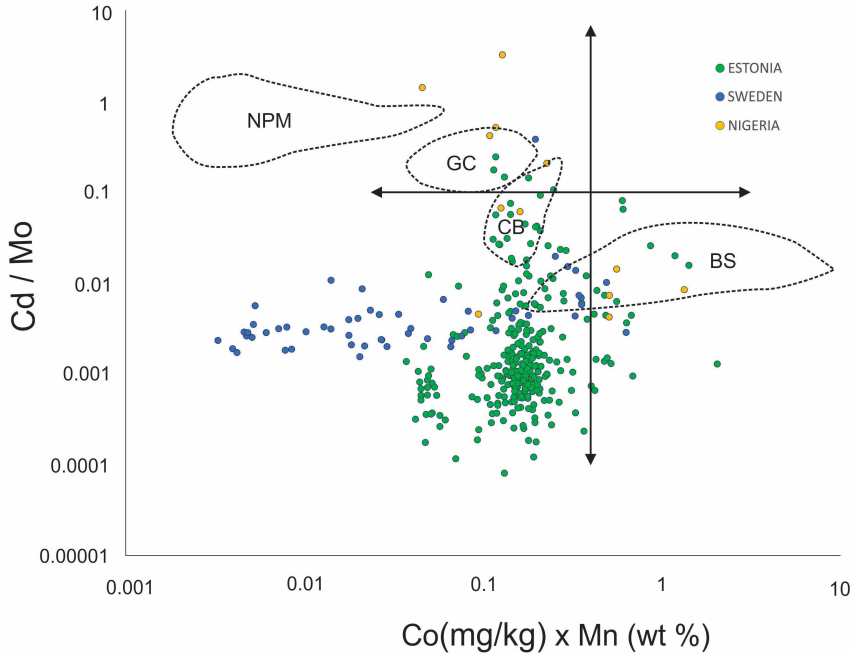 10
1
0.1
0.01
0.001
0.0001
0.00001
Cd / Mo
ESTONIA
SWEDEN
NIGERIA
NPM
GC
CB
BS
0.001
0.01
0.1
1
10
Co(mg/kg) x Mn (wt %)